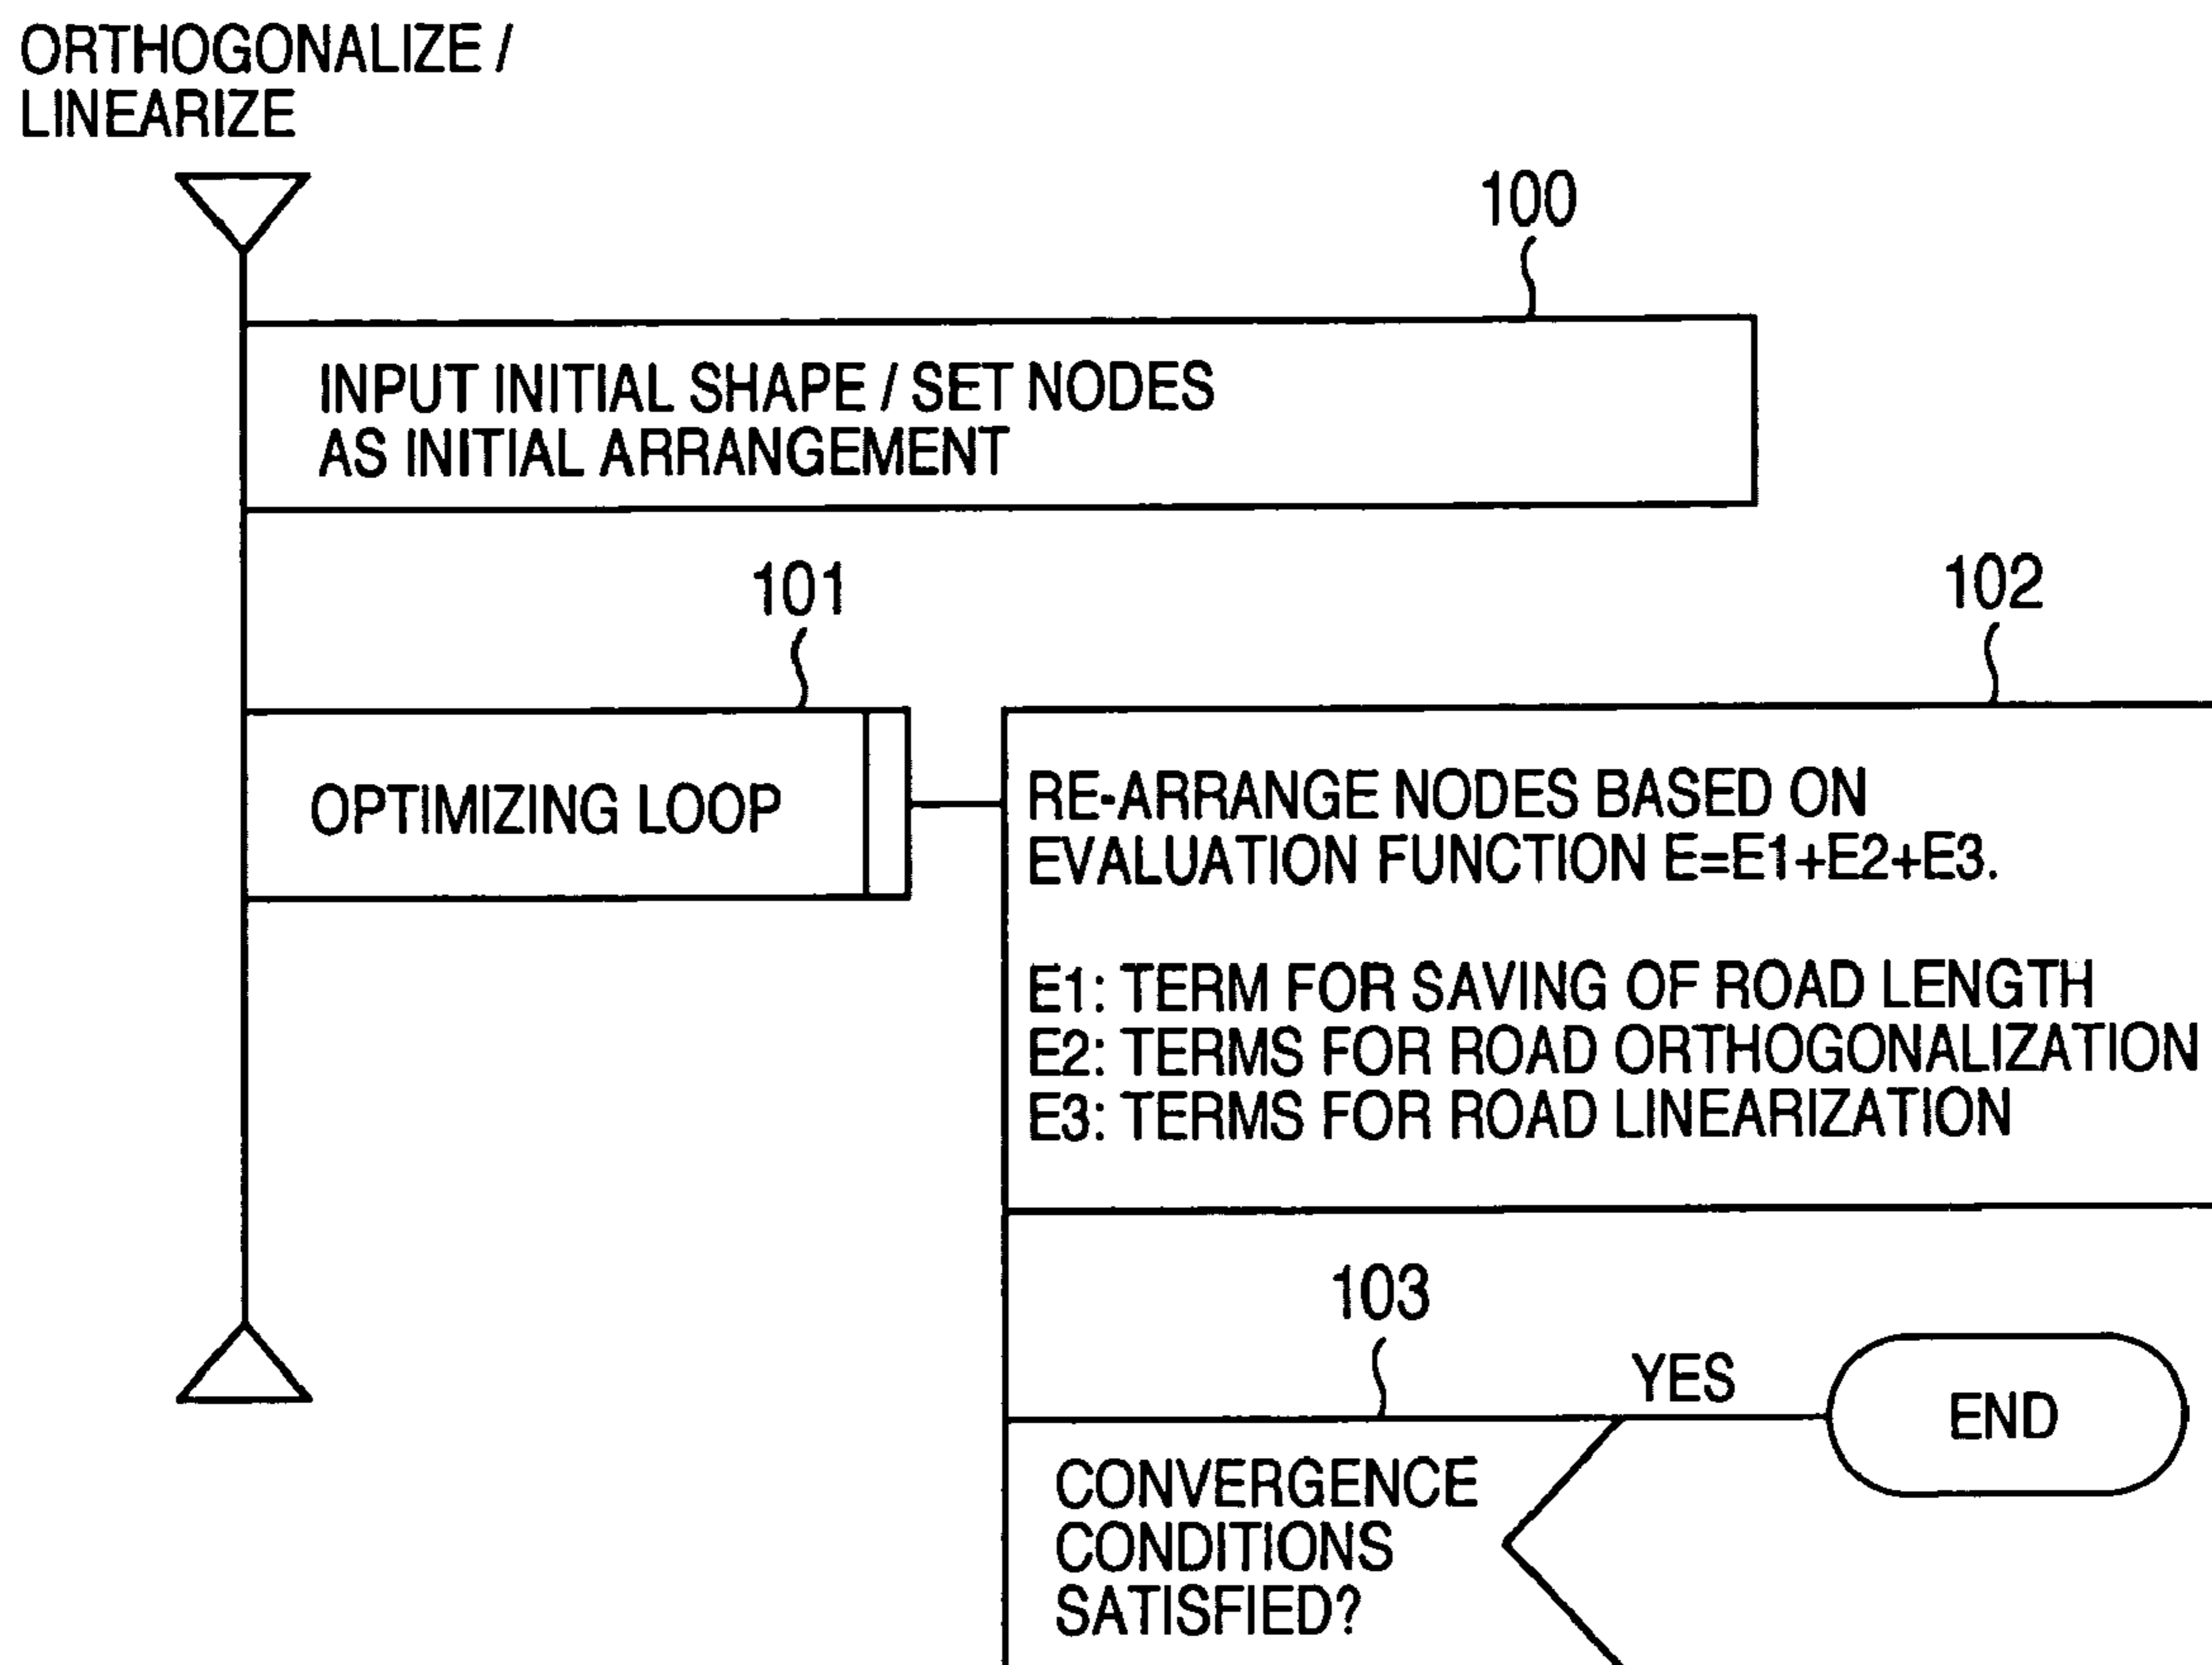 ORTHOGONALIZE /
LINEARIZE
100
INPUT INITIAL SHAPE / SET NODES
AS INITIAL ARRANGEMENT
101
102
OPTIMIZING LOOP
RE-ARRANGE NODES BASED ON
EVALUATION FUNCTION E=E1+E2+E3.
E1: TERM FOR SAVING OF ROAD LENGTH
E2: TERMS FOR ROAD ORTHOGONALIZATION
E3: TERMS FOR ROAD LINEARIZATION
103
YES
END
CONVERGENCE
CONDITIONS
SATISFIED?